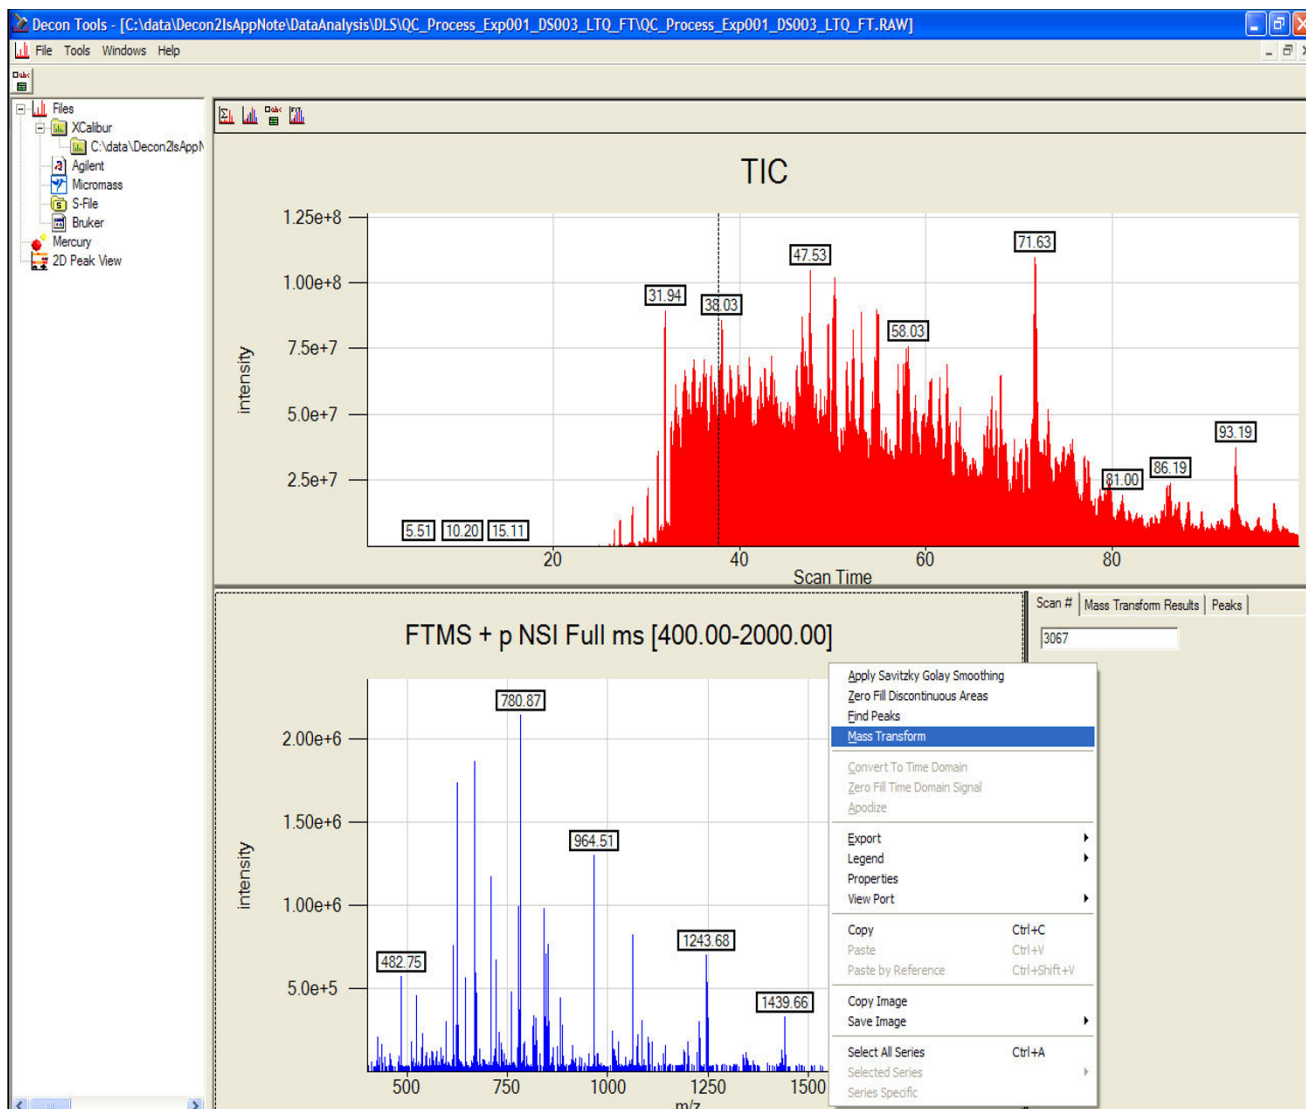 Decon Tools - [C:\data\Decon2lsAppNote\DataAnalysis\DLS\QC_Process_Exp001_DS003_LTQ_FT\QC_Process_Exp001_DS003_LTQ_FT.RAW]
File Tools Windows Help
Files
XCalibur
C:\data\Decon2lsAppN
Agilent
Micromass
S-File
Bruker
Mercury
2D Peak View
TIC
intensity
1.25e+8
1.00e+8
7.5e+7
5.0e+7
2.5e+7
5.51
10.20
15.11
31.94
38.03
47.53
58.03
71.63
81.00
86.19
93.19
20 40 60 80
Scan Time
FTMS + p NSI Full ms [400.00-2000.00]
intensity
2.00e+6
1.50e+6
1.00e+6
5.0e+5
482.75
780.87
964.51
1243.68
1439.66
500 750 1000 1250 1500
m/z
Scan # Mass Transform Results Peaks
3067
Apply Savitzky Golay Smoothing
Zero Fill Discontinuous Areas
Find Peaks
Mass Transform
Convert To Time Domain
Zero Fill Time Domain Signal
Apodize
Export
Legend
Properties
View Port
Copy Ctrl+C
Paste Ctrl+V
Paste by Reference Ctrl+Shift+V
Copy Image
Save Image
Select All Series Ctrl+A
Selected Series
Series Specific